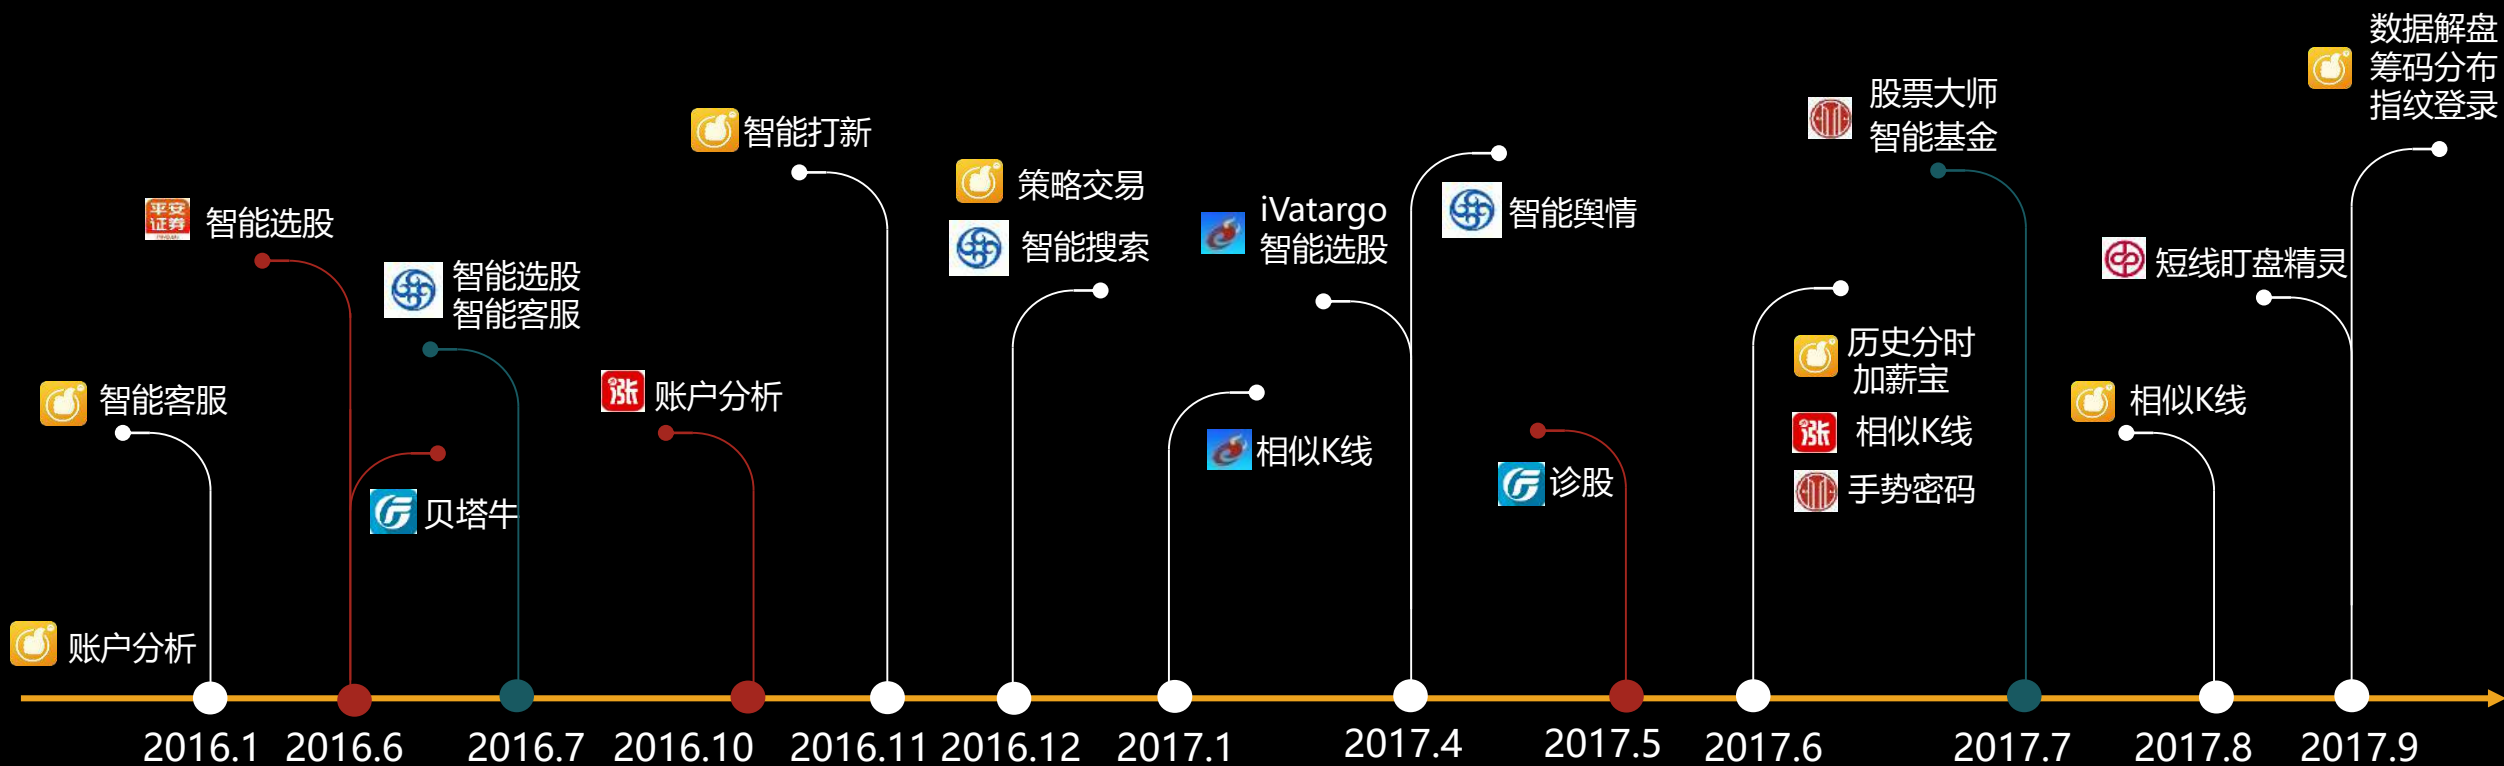 账户分析
智能客服
平安
证券
智能选股
贝塔牛
智能选股
智能客服
涨
账户分析
智能打新
策略交易
智能搜索
相似K线
iVatargo
智能选股
智能舆情
诊股
历史分时
加薪宝
涨
相似K线
手势密码
股票大师
智能基金
相似K线
短线盯盘精灵
数据解盘
筹码分布
指纹登录
2016.1
2016.6
2016.7
2016.10
2016.11
2016.12
2017.1
2017.4
2017.5
2017.6
2017.7
2017.8
2017.9